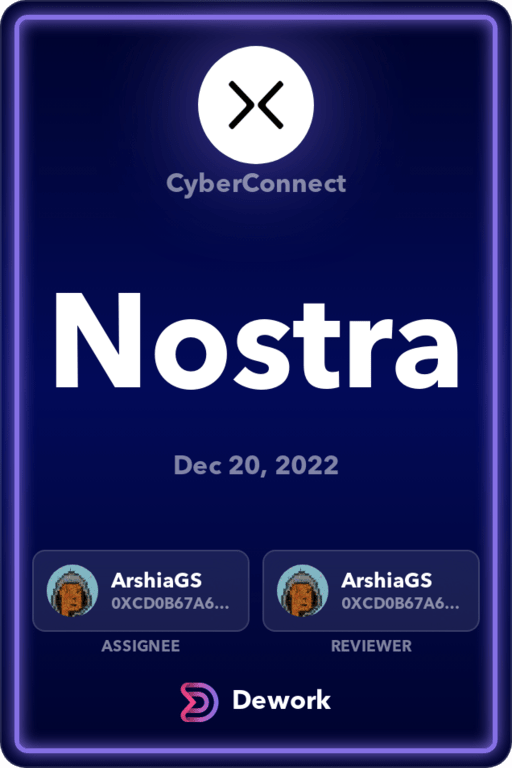 CyberConnect
Nostra
Dec 20, 2022
ArshiaGS
0XCD0B67A6...
ASSIGNEE
ArshiaGS
0XCD0B67A6...
REVIEWER
Dework